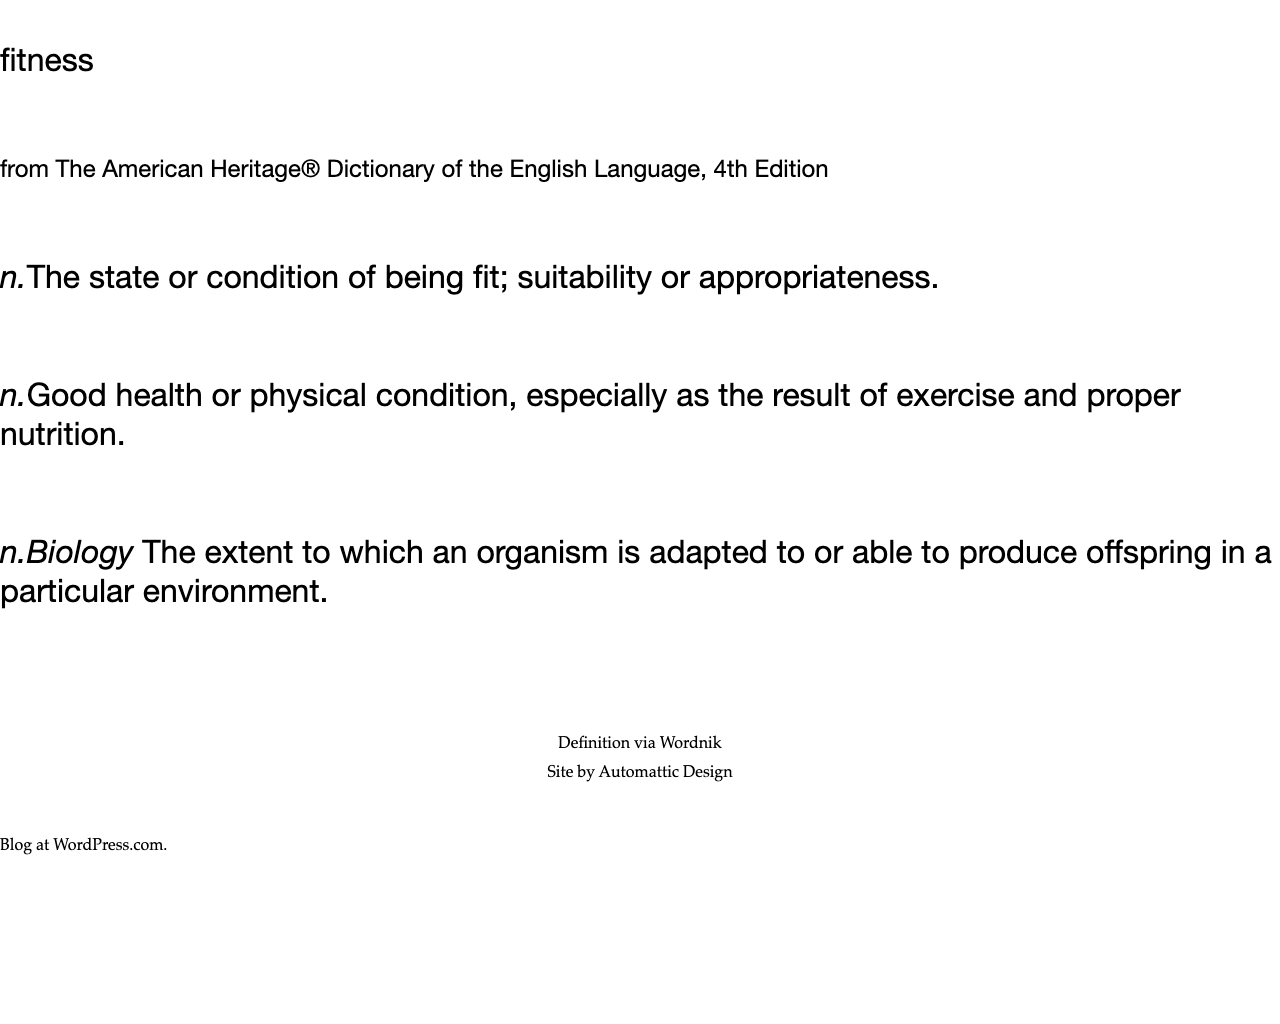 fitness
from The American Heritage® Dictionary of the English Language, 4th Edition
n.The state or condition of being fit; suitability or appropriateness.
n.Good health or physical condition, especially as the result of exercise and proper
nutrition.
n.Biology The extent to which an organism is adapted to or able to produce offspring in a
particular environment.
Definition via Wordnik
Site by Automattic Design
Blog at WordPress.com.